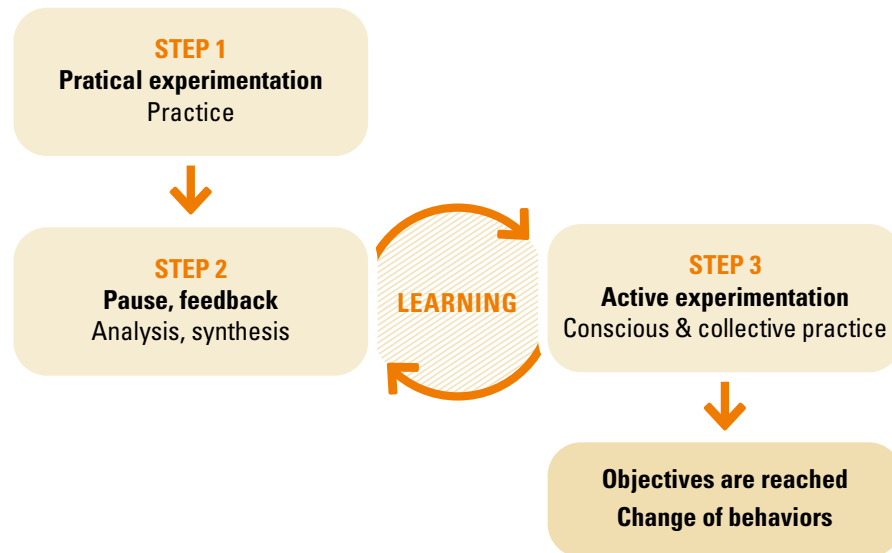 STEP 1
Pratical experimentation
Practice
STEP 2
Pause, feedback
Analysis, synthesis
LEARNING
STEP 3
Active experimentation
Conscious & collective practice
Objectives are reached
Change of behaviors